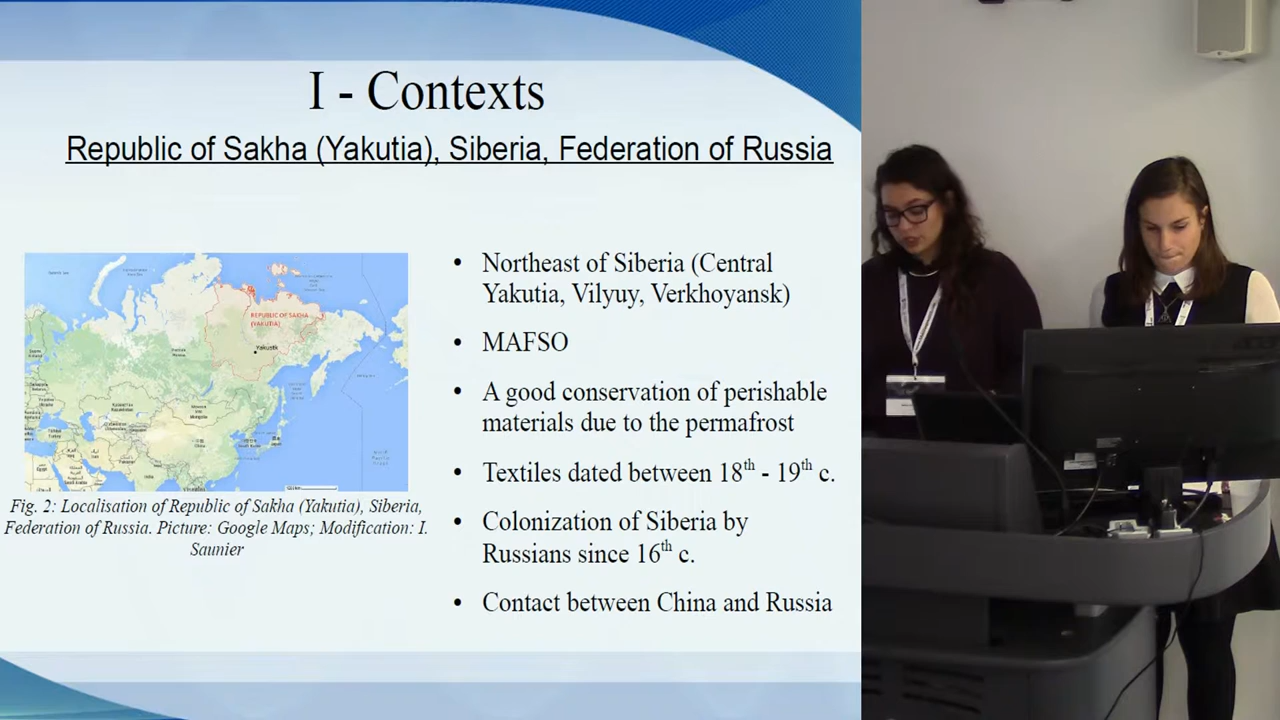 I - Contexts
Republic of Sakha (Yakutia), Siberia, Federation of Russia
REPUBLIC OF SAKHA
(YAKUTIA)
Yakutsk
• Northeast of Siberia (Central
Yakutia, Vilyuy, Verkhoyansk)
• MAFSO
• A good conservation of perishable
materials due to the permafrost
• Textiles dated between 18th - 19th c.
• Colonization of Siberia by
Russians since 16th c.
• Contact between China and Russia
Fig. 2: Localisation of Republic of Sakha (Yakutia), Siberia,
Federation of Russia. Picture: Google Maps; Modification: I.
Saunier